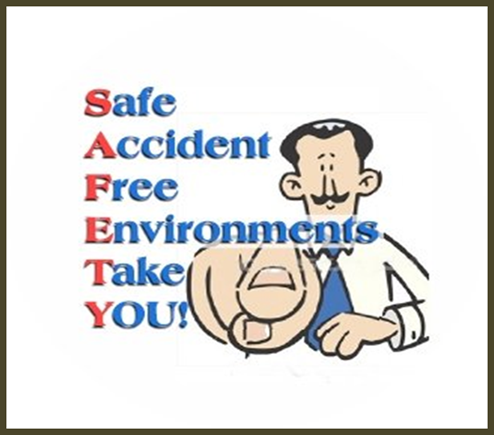 Safe
Accident
Free
Environments
Take
YOU!